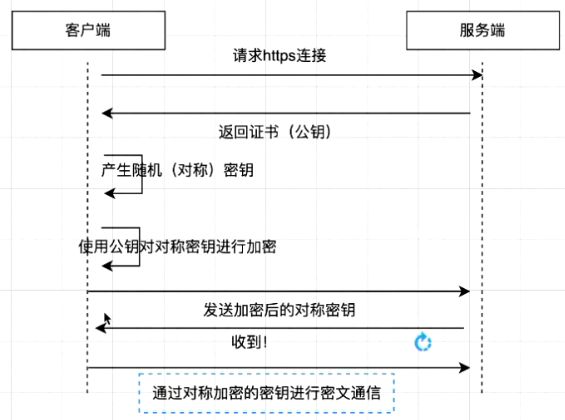 客户端
服务端
请求https连接
返回证书（公钥）
产生随机（对称）密钥
使用公钥对对称密钥进行加密
发送加密后的对称密钥
收到！
通过对称加密的密钥进行密文通信